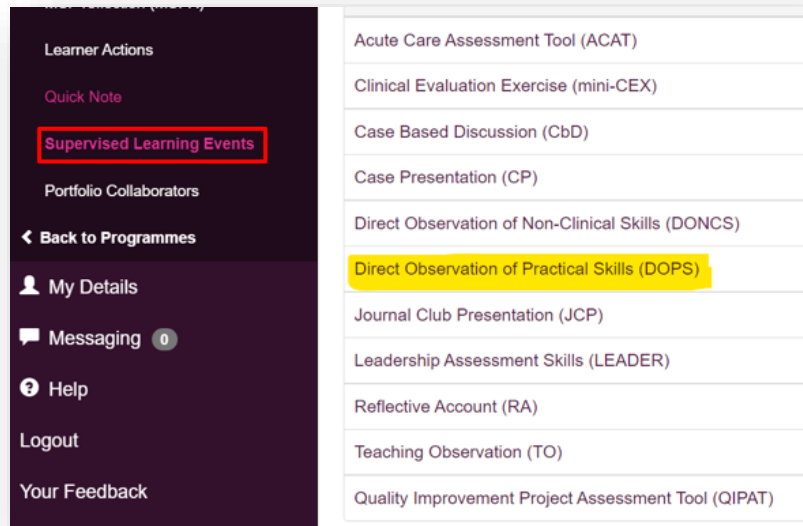 Learner Actions
Quick Note
Supervised Learning Events
Portfolio Collaborators
Back to Programmes
My Details
Messaging 0
Help
Logout
Your Feedback
Acute Care Assessment Tool (ACAT)
Clinical Evaluation Exercise (mini-CEX)
Case Based Discussion (CbD)
Case Presentation (CP)
Direct Observation of Non-Clinical Skills (DONCS)
Direct Observation of Practical Skills (DOPS)
Journal Club Presentation (JCP)
Leadership Assessment Skills (LEADER)
Reflective Account (RA)
Teaching Observation (TO)
Quality Improvement Project Assessment Tool (QIPAT)